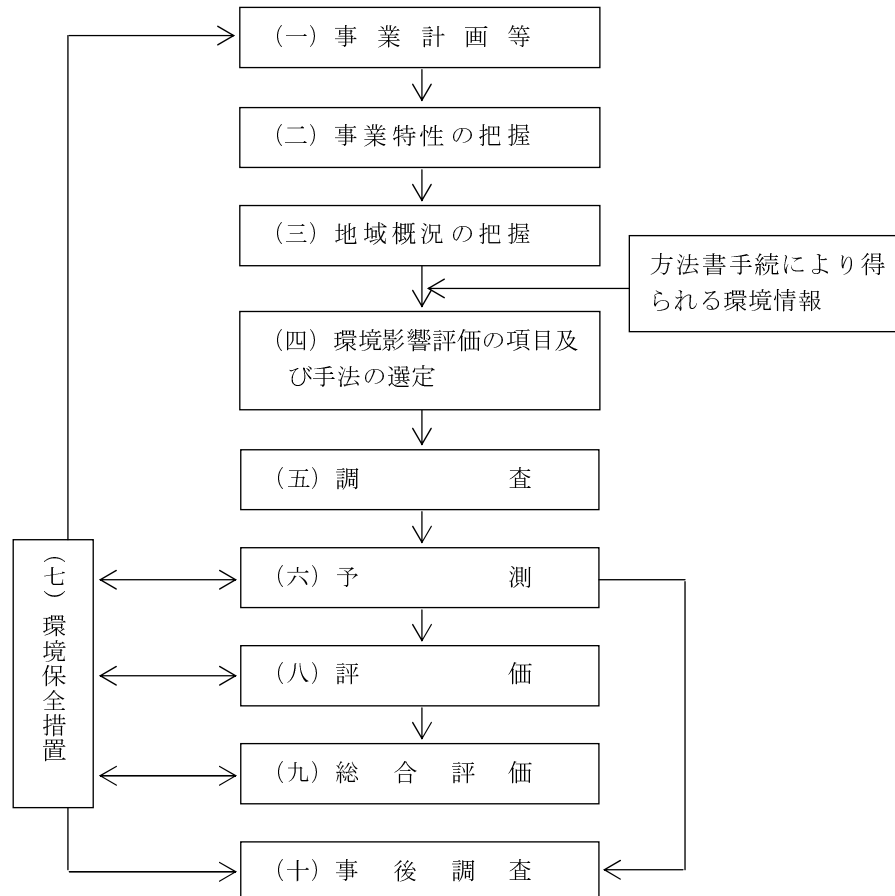 （一）事業計画等
（二）事業特性の把握
（三）地域概況の把握
方法書手続により得
られる環境情報
（四）環境影響評価の項目及
び手法の選定
（五）調査
（六）予測
（七）環境保全措置
（八）評価
（九）総合評価
（十）事後調査